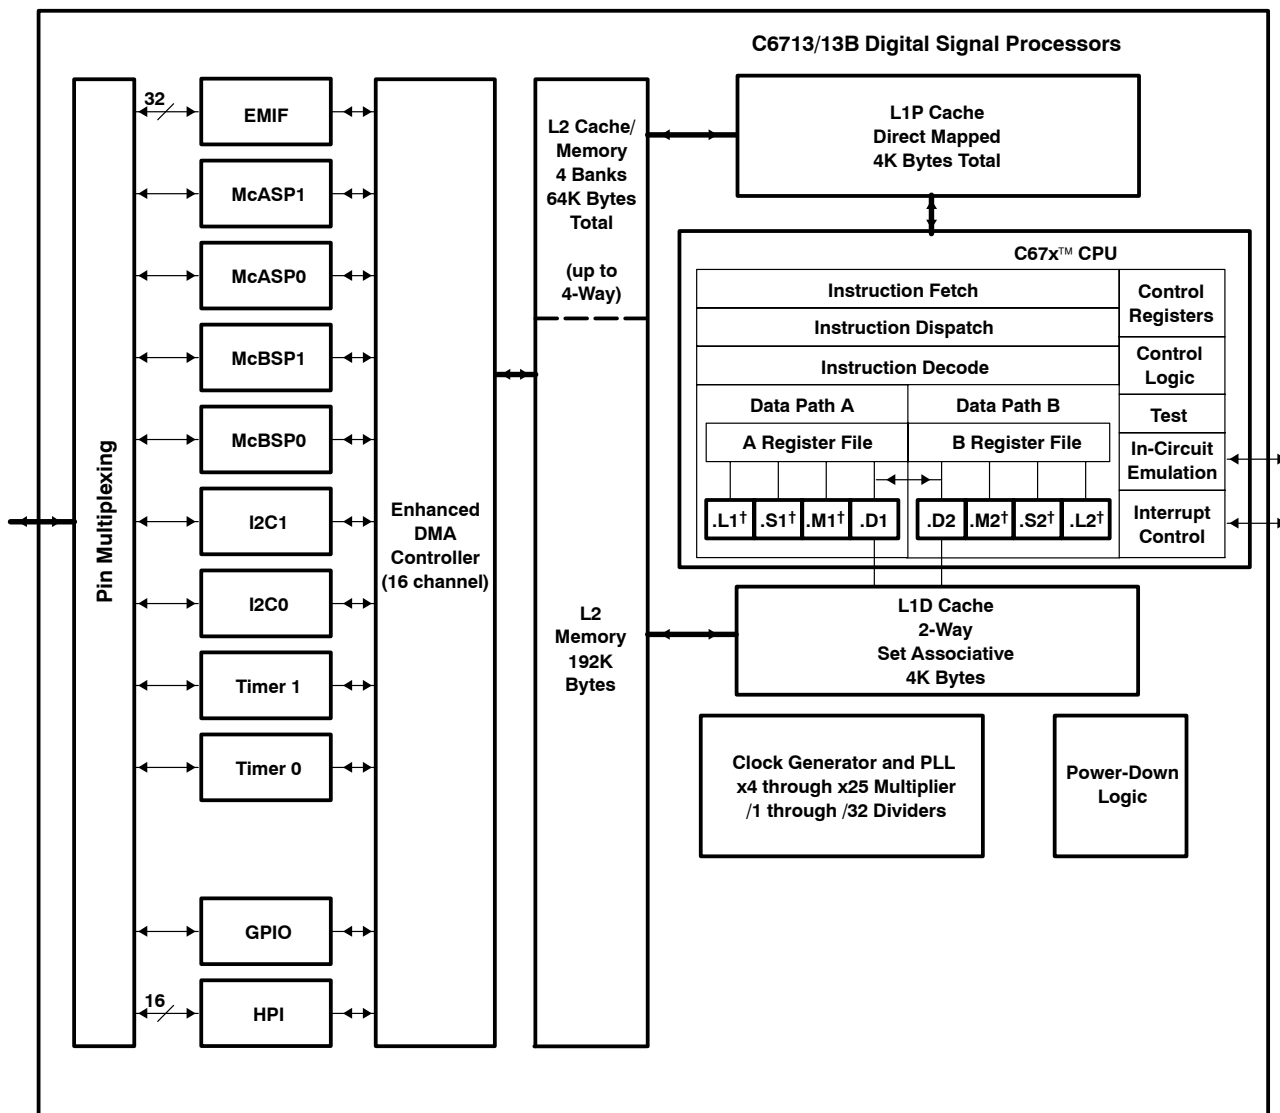 C6713/13B Digital Signal Processors
Pin Multiplexing
32
EMIF
McASP1
McASP0
McBSP1
McBSP0
I2C1
I2C0
Timer 1
Timer 0
GPIO
16
HPI
Enhanced
DMA
Controller
(16 channel)
L2 Cache/
Memory
4 Banks
64K Bytes
Total
(up to
4-Way)
L2
Memory
192K
Bytes
L1P Cache
Direct Mapped
4K Bytes Total
C67x™ CPU
Instruction Fetch
Instruction Dispatch
Instruction Decode
Data Path A
Data Path B
A Register File
B Register File
.L1† .S1† .M1† .D1
.D2 .M2† .S2† .L2†
Control
Registers
Control
Logic
Test
In-Circuit
Emulation
Interrupt
Control
L1D Cache
2-Way
Set Associative
4K Bytes
Clock Generator and PLL
x4 through x25 Multiplier
/1 through /32 Dividers
Power-Down
Logic